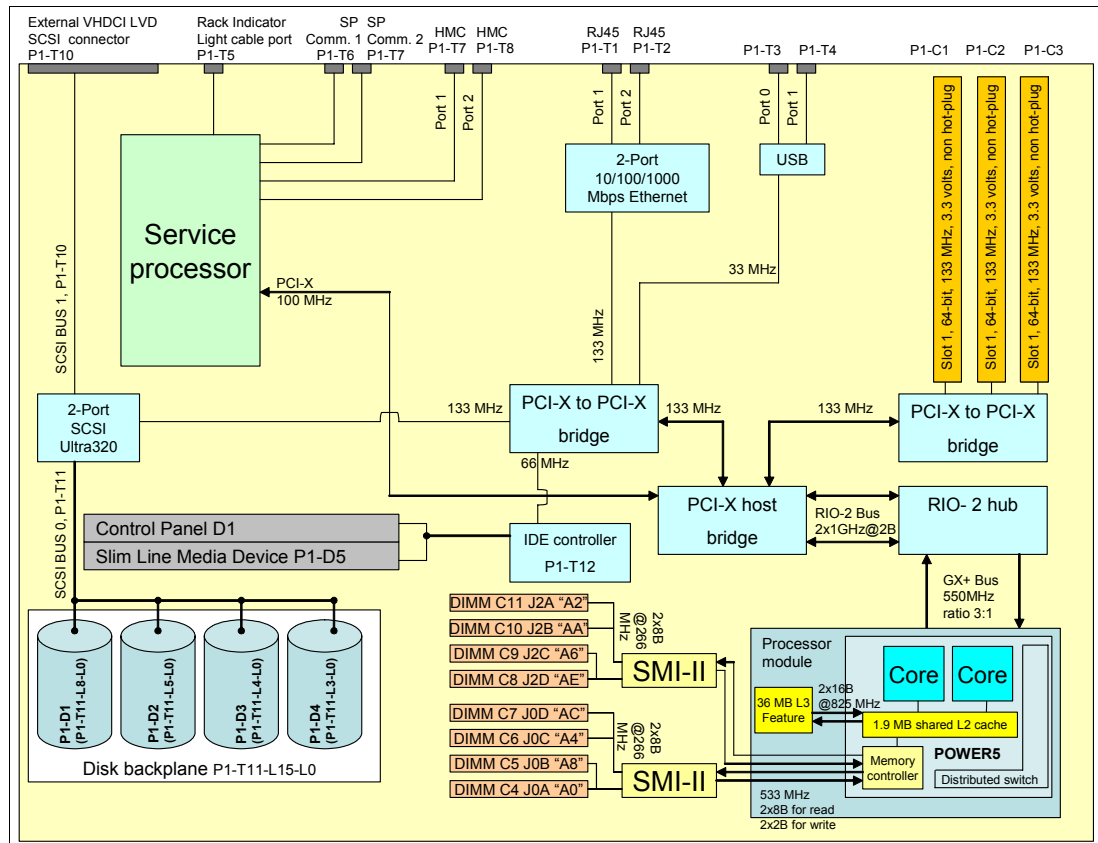 External VHDCI LVD
SCSI connector
P1-T10
Rack Indicator
Light cable port
P1-T5
SP
Comm. 1
P1-T6
SP
Comm. 2
P1-T7
HMC
P1-T7
HMC
P1-T8
RJ45
P1-T1
RJ45
P1-T2
P1-T3
P1-T4
P1-C1
P1-C2
P1-C3
Port 1
Port 2
Port 1
Port 2
Port 0
Port 1
Slot 1, 64-bit, 133 MHz, 3.3 volts, non hot-plug
Slot 1, 64-bit, 133 MHz, 3.3 volts, non hot-plug
Slot 1, 64-bit, 133 MHz, 3.3 volts, non hot-plug
Service
processor
2-Port
10/100/1000
Mbps Ethernet
USB
SCSI BUS 1, P1-T10
PCI-X
100 MHz
133 MHz
33 MHz
2-Port
SCSI
Ultra320
133 MHz
PCI-X to PCI-X
bridge
133 MHz
133 MHz
PCI-X to PCI-X
bridge
66 MHz
SCSI BUS 0, P1-T11
PCI-X host
bridge
RIO-2 Bus
2x1GHz@2B
RIO- 2 hub
Control Panel D1
Slim Line Media Device P1-D5
IDE controller
P1-T12
GX+ Bus
550MHz
ratio 3:1
DIMM C11 J2A “A2”
DIMM C10 J2B “AA”
DIMM C9 J2C “A6”
DIMM C8 J2D “AE”
2x8B
@266
MHz
SMI-II
DIMM C7 J0D “AC”
DIMM C6 J0C “A4”
DIMM C5 J0B “A8”
DIMM C4 J0A “A0”
2x8B
@266
MHz
SMI-II
Processor
module
Core
Core
36 MB L3
Feature
2x16B
@825 MHz
1.9 MB shared L2 cache
POWER5
Memory
controller
Distributed switch
533 MHz
2x8B for read
2x2B for write
P1-D1
(P1-T11-L8-L0)
P1-D2
(P1-T11-L5-L0)
P1-D3
(P1-T11-L4-L0)
P1-D4
(P1-T11-L3-L0)
Disk backplane P1-T11-L15-L0